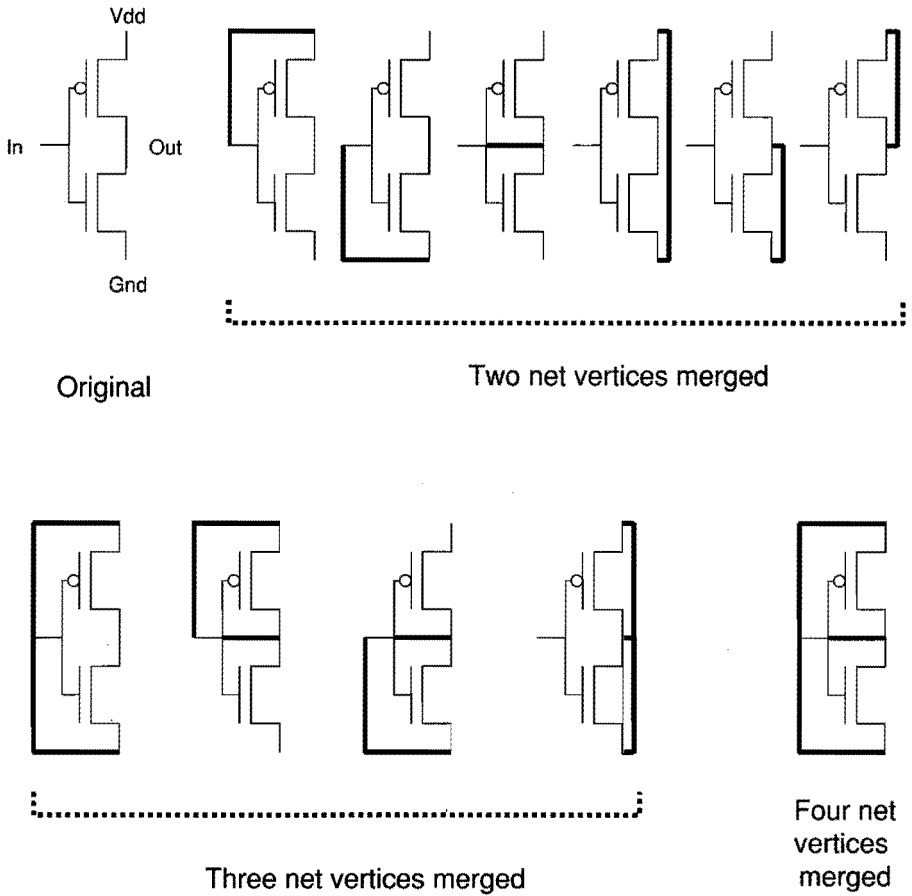 Vdd
In
Out
Gnd
Original
Two net vertices merged
Three net vertices merged
Four net
vertices
merged